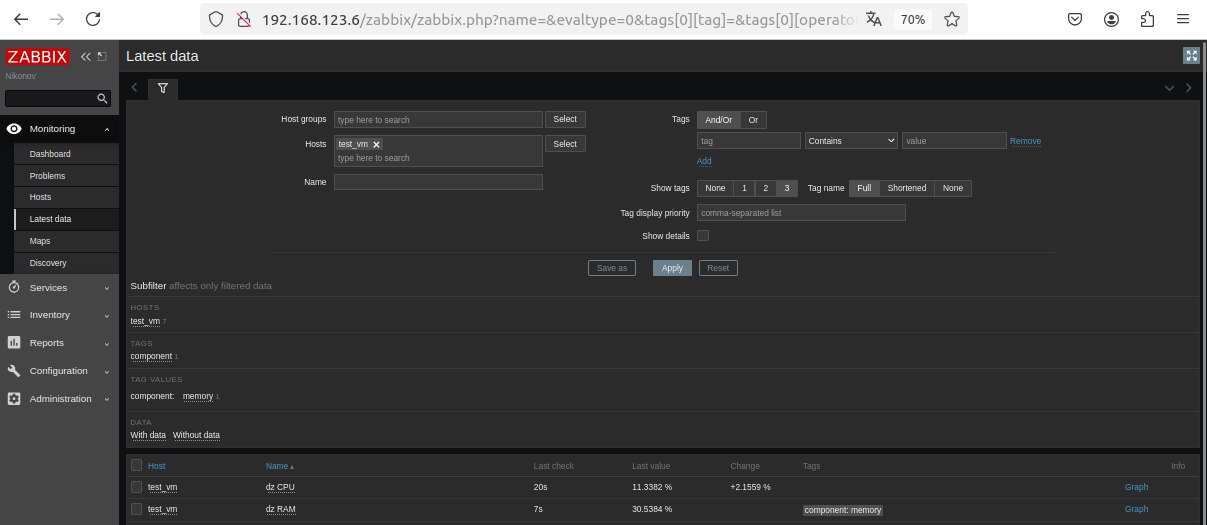 192.168.123.6/zabbix/zabbix.php?name=&evaltype=0&tags[0][tag]=&tags[0][operato
70%
ZABBIX
Latest data
Nikonov
Host groups type here to search Select
Tags And/Or Or
Monitoring
Hosts test_vm Select
type here to search
tag Contains value Remove
Dashboard
Add
Problems
Name
Show tags None 1 2 3 Tag name Full Shortened None
Hosts
Latest data
Tag display priority comma-separated list
Maps
Show details
Discovery
Save as Apply Reset
Services
Subfilter affects only filtered data
HOSTS
Inventory
test_vm 7
Reports
TAGS
component 1
Configuration
TAG VALUES
Administration
component: memory 1
DATA
With data Without data
Host Name Last check Last value Change Tags Info
test_vm dz CPU 20s 11.3382 % +2.1559 % Graph
test_vm dz RAM 7s 30.5384 % component: memory Graph